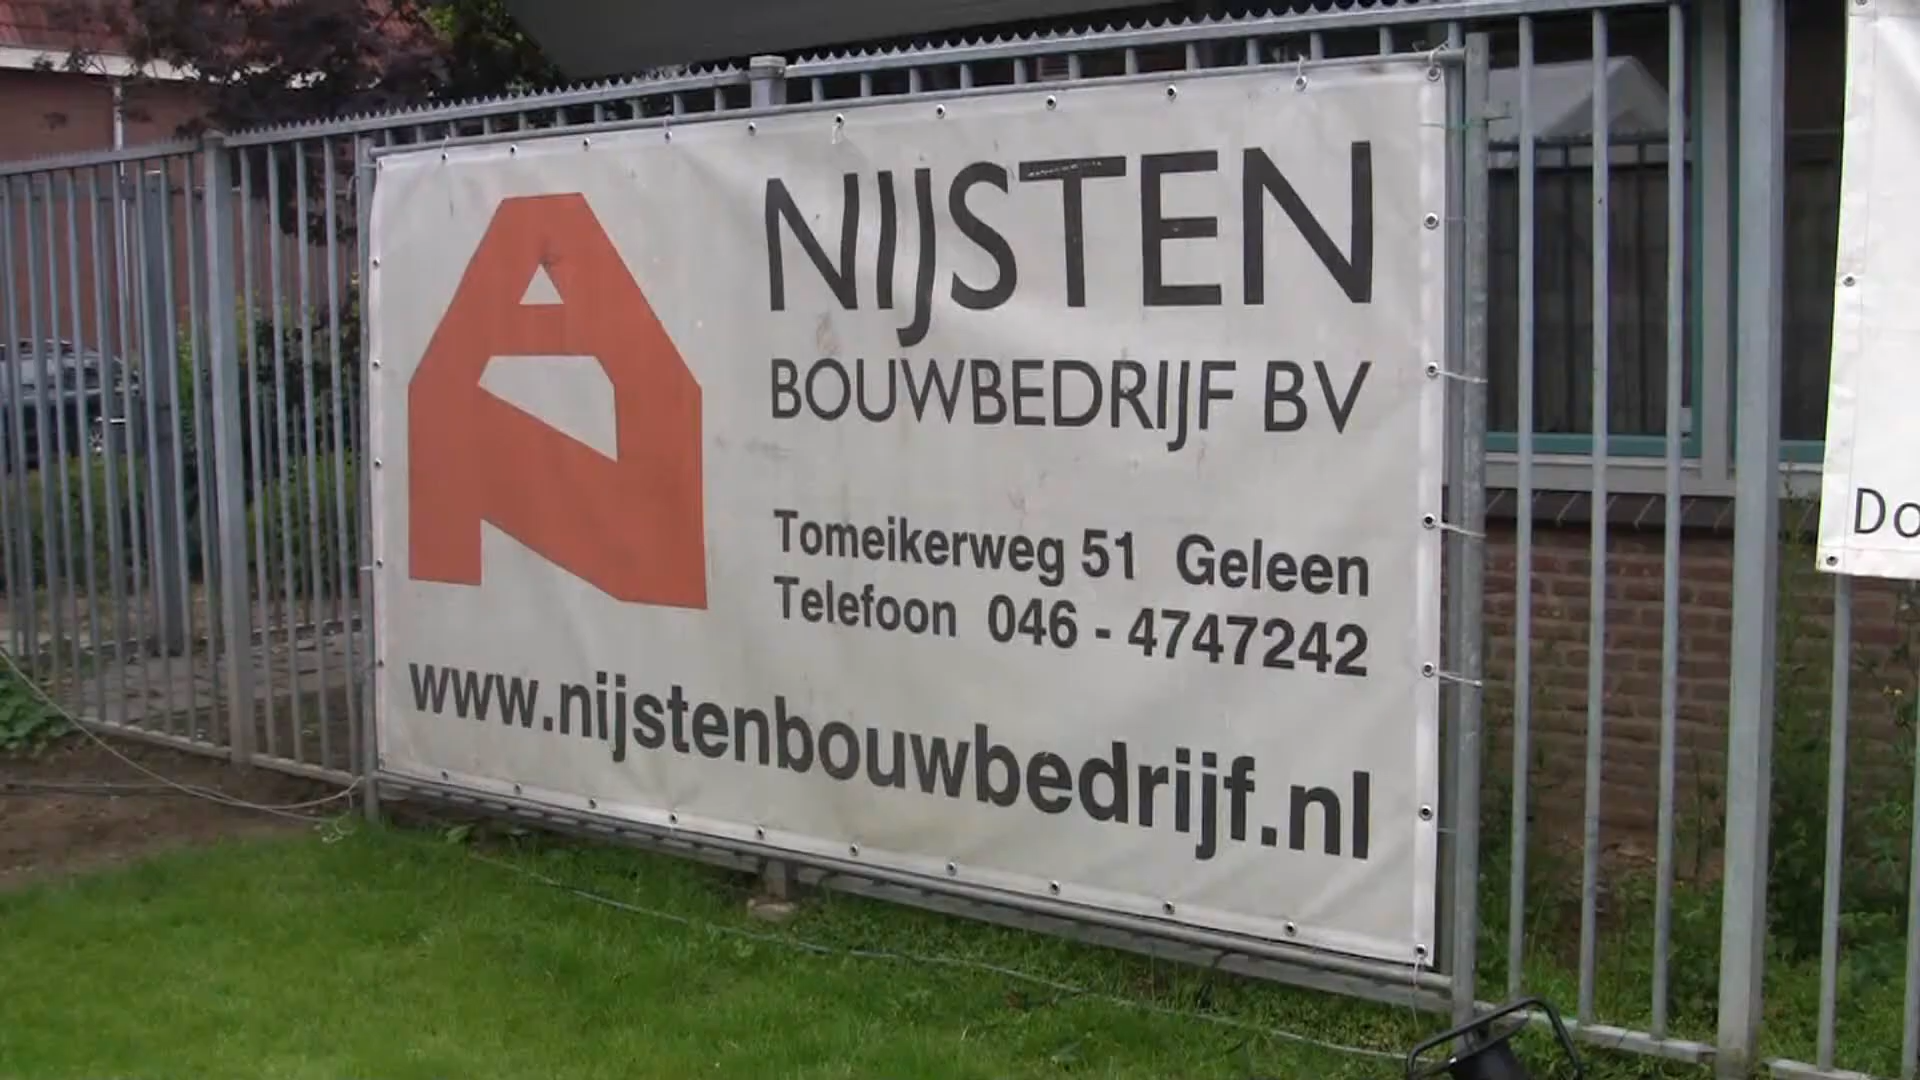 NIJSTEN
BOUWBEDRIJF BV
Tomeikerweg 51 Geleen
Telefoon 046 - 4747242
www.nijstenbouwbedrijf.nl